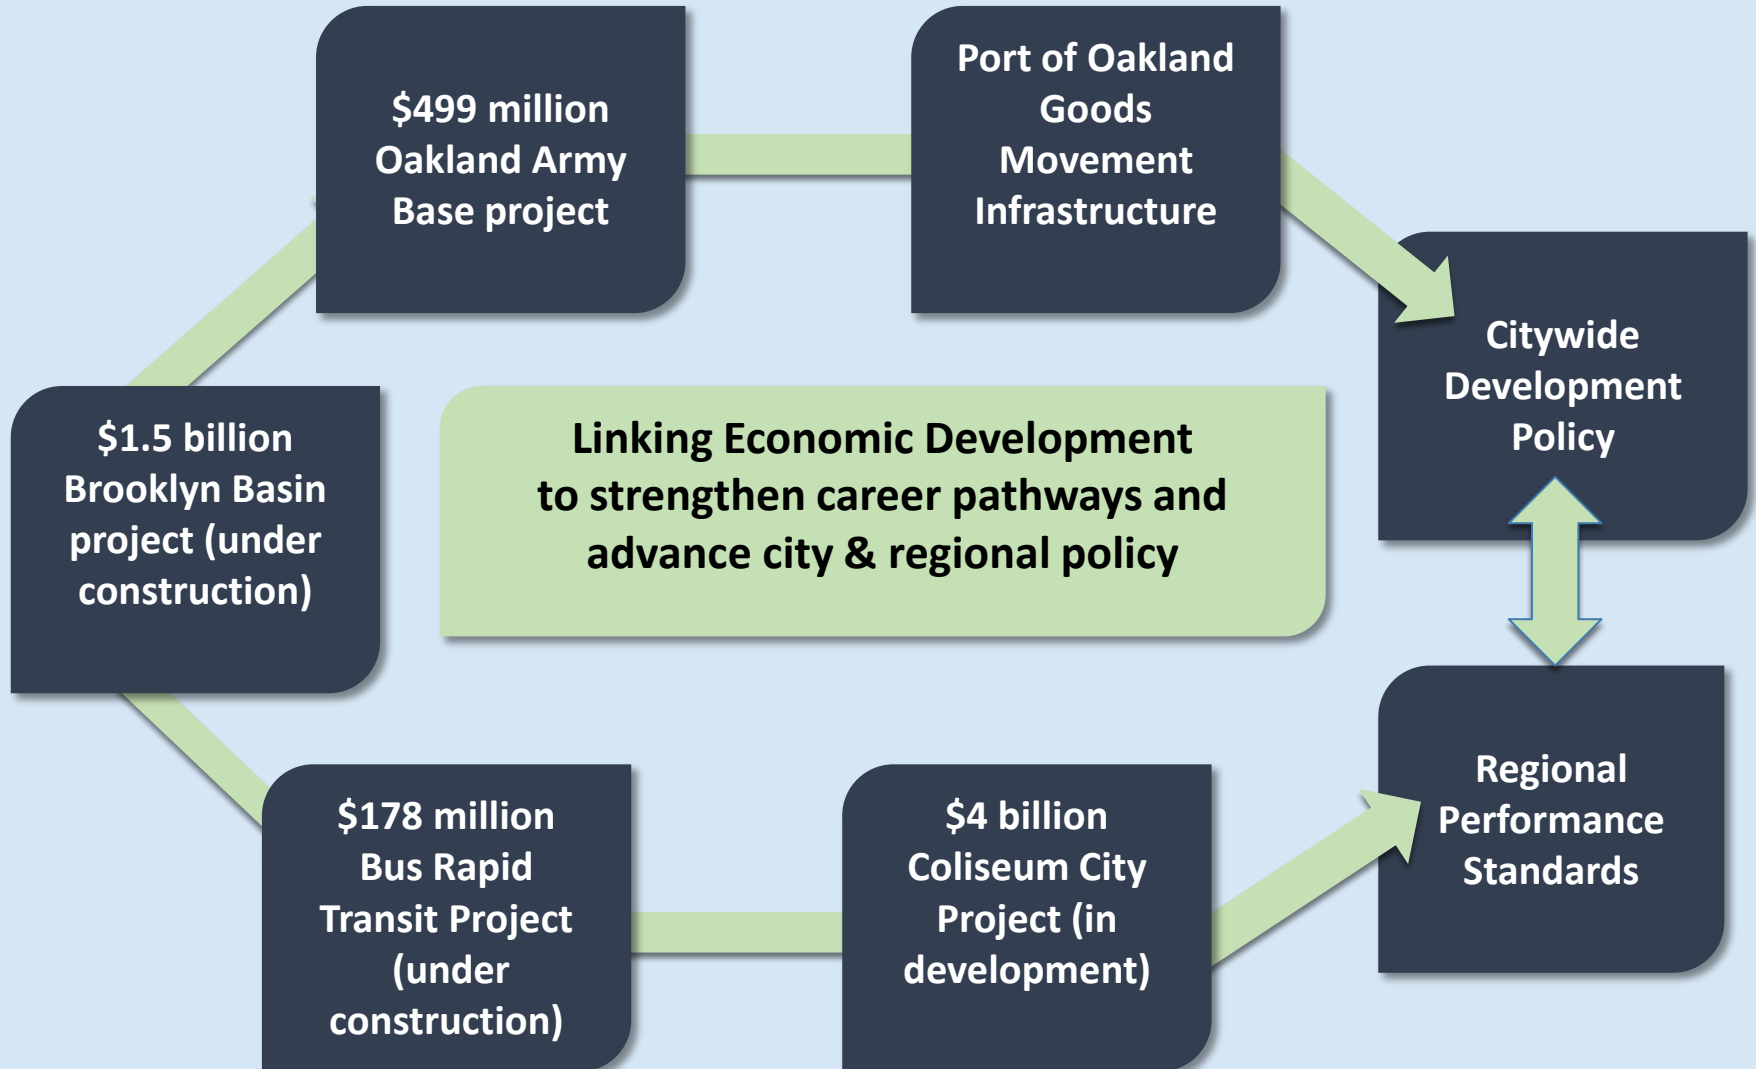 $499 million
Oakland Army
Base project
Port of Oakland
Goods
Movement
Infrastructure
Citywide
Development
Policy
$1.5 billion
Brooklyn Basin
project (under
construction)
Linking Economic Development
to strengthen career pathways and
advance city & regional policy
Regional
Performance
Standards
$178 million
Bus Rapid
Transit Project
(under
construction)
$4 billion
Coliseum City
Project (in
development)